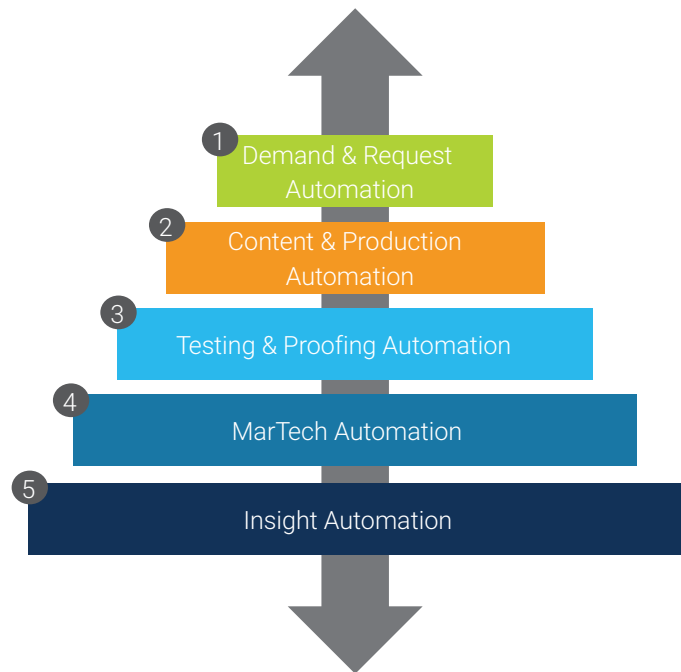 1
Demand & Request
Automation
2
Content & Production
Automation
3
Testing & Proofing Automation
4
MarTech Automation
5
Insight Automation